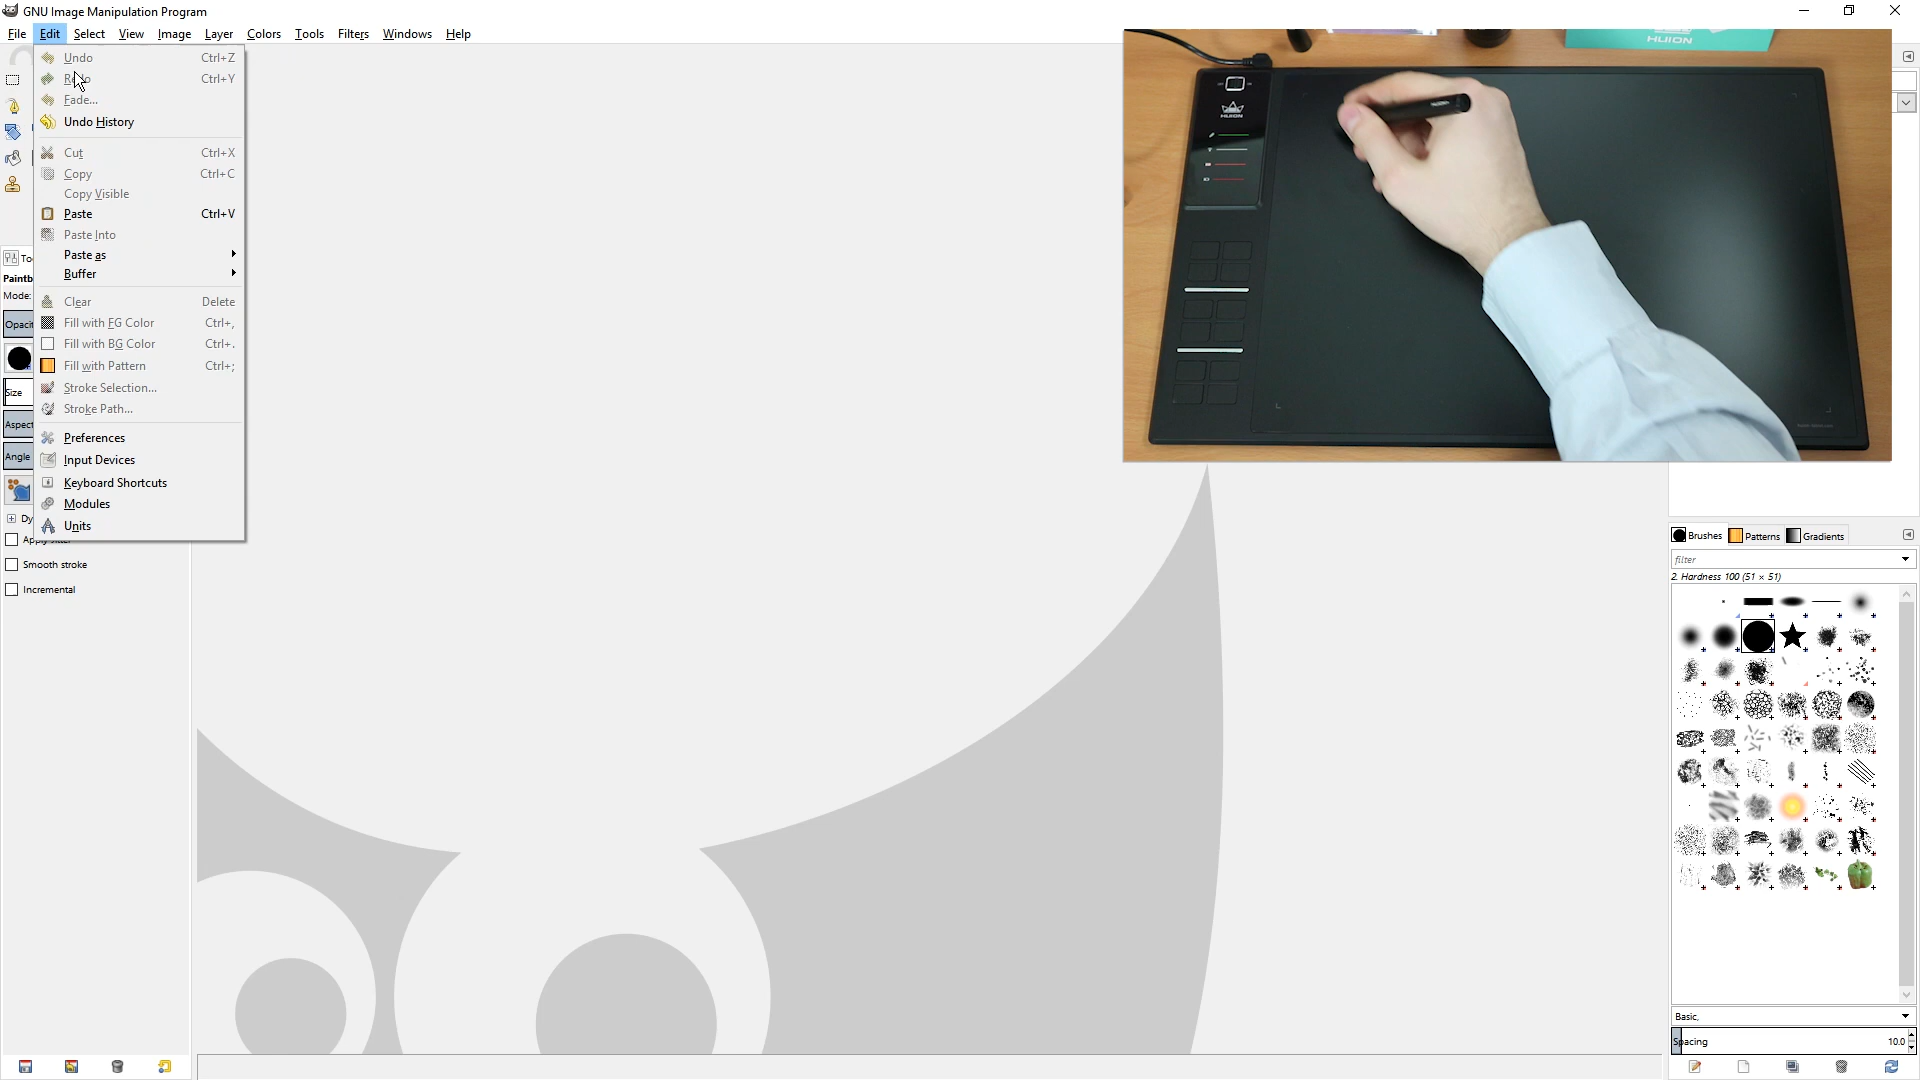 GNU Image Manipulation Program
File Edit Select View Image Layer Colors Tools Filters Windows Help
Undo Ctrl+Z
Redo Ctrl+Y
Fade...
Undo History
Cut Ctrl+X
Copy Ctrl+C
Copy Visible
Paste Ctrl+V
Paste Into
Paste as
Buffer
Clear Delete
Fill with FG Color Ctrl+,
Fill with BG Color Ctrl+.
Fill with Pattern Ctrl+;
Stroke Selection...
Stroke Path...
Preferences
Input Devices
Keyboard Shortcuts
Modules
Units
Mode:
Size
Aspect
Angle
Smooth stroke
Incremental
HUION
HUION
Brushes Patterns Gradients
filter
2. Hardness 100 (51 × 51)
Basic,
Spacing 10.0